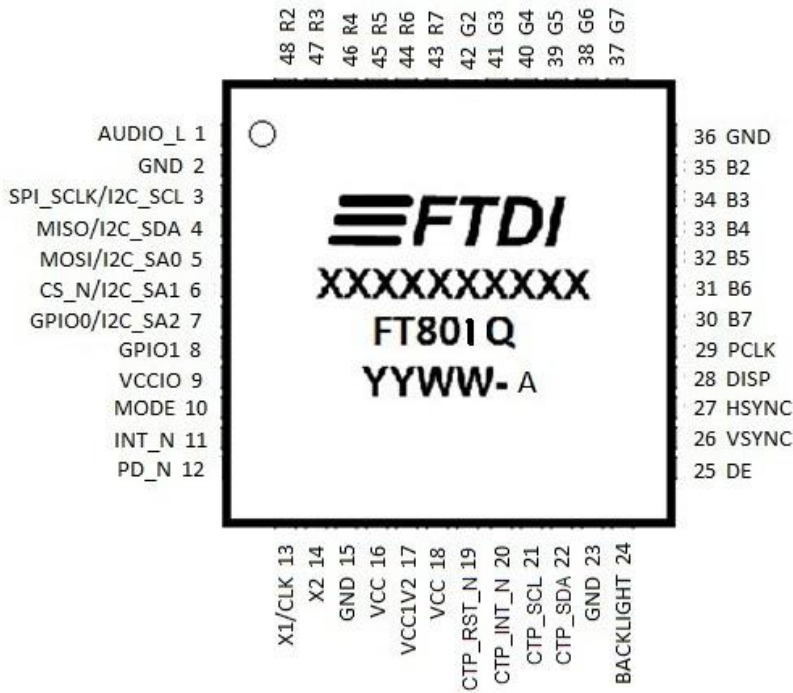 48 R2
47 R3
46 R4
45 R5
44 R6
43 R7
42 G2
41 G3
40 G4
39 G5
38 G6
37 G7
AUDIO_L 1
GND 2
SPI_SCLK/I2C_SCL 3
MISO/I2C_SDA 4
MOSI/I2C_SA0 5
CS_N/I2C_SA1 6
GPIO0/I2C_SA2 7
GPIO1 8
VCCIO 9
MODE 10
INT_N 11
PD_N 12
FTDI
XXXXXXXXXX
FT801Q
YYWW- A
36 GND
35 B2
34 B3
33 B4
32 B5
31 B6
30 B7
29 PCLK
28 DISP
27 HSYNC
26 VSYNC
25 DE
X1/CLK 13
X2 14
GND 15
VCC 16
VCC1V2 17
VCC 18
CTP_RST_N 19
CTP_INT_N 20
CTP_SCL 21
CTP_SDA 22
GND 23
BACKLIGHT 24